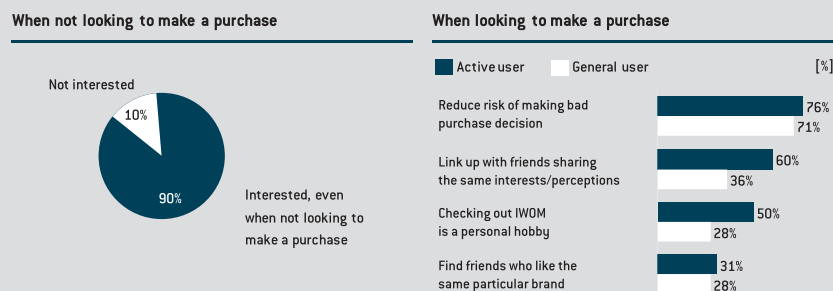 When not looking to make a purchase
Not interested
10%
90%
Interested, even
when not looking to
make a purchase
When looking to make a purchase
Active user
General user
[%]
Reduce risk of making bad
purchase decision
76%
71%
Link up with friends sharing
the same interests/perceptions
60%
36%
Checking out IWOM
is a personal hobby
50%
28%
Find friends who like the
same particular brand
31%
28%